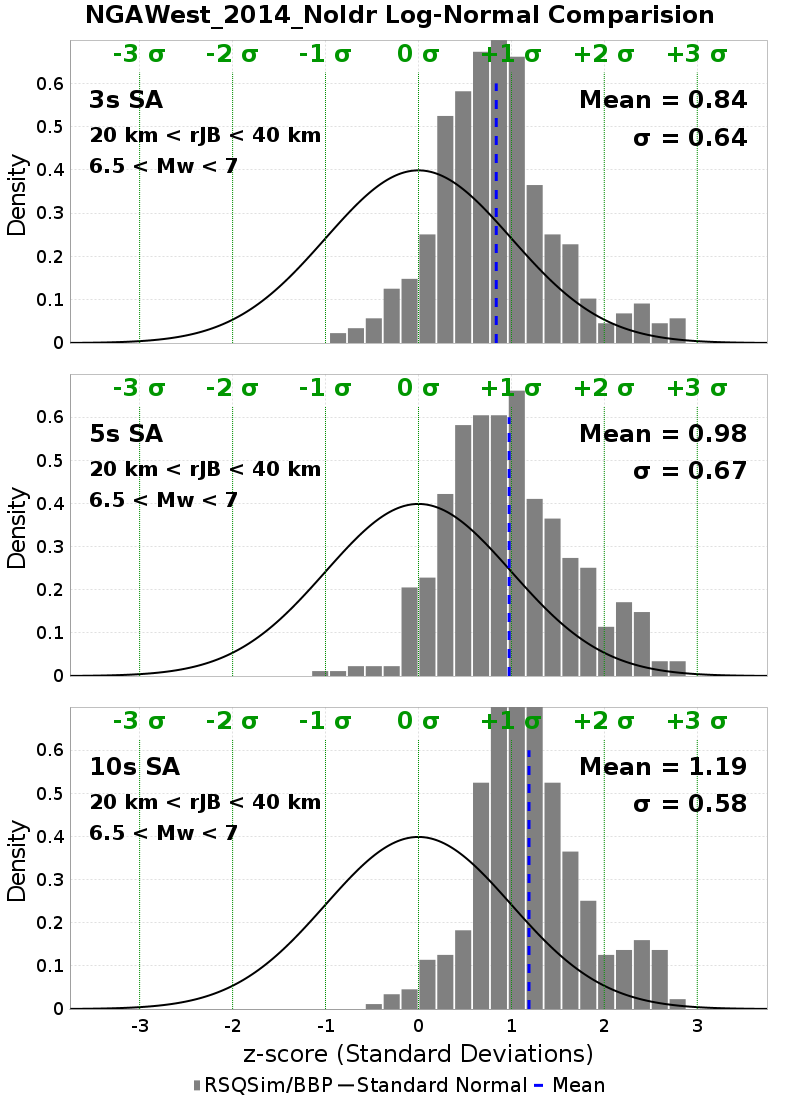 NGAWest_2014_NoIdr Log-Normal Comparision
-3 σ -2 σ -1 σ 0 σ +1 σ +2 σ +3 σ
3s SA
20 km < rJB < 40 km
6.5 < Mw < 7
Mean = 0.84
σ = 0.64
Density
0.6
0.5
0.4
0.3
0.2
0.1
0
-3 σ -2 σ -1 σ 0 σ +1 σ +2 σ +3 σ
5s SA
20 km < rJB < 40 km
6.5 < Mw < 7
Mean = 0.98
σ = 0.67
Density
0.6
0.5
0.4
0.3
0.2
0.1
0
-3 σ -2 σ -1 σ 0 σ +1 σ +2 σ +3 σ
10s SA
20 km < rJB < 40 km
6.5 < Mw < 7
Mean = 1.19
σ = 0.58
Density
0.6
0.5
0.4
0.3
0.2
0.1
0
-3 -2 -1 0 1 2 3
z-score (Standard Deviations)
RSQSim/BBP Standard Normal Mean